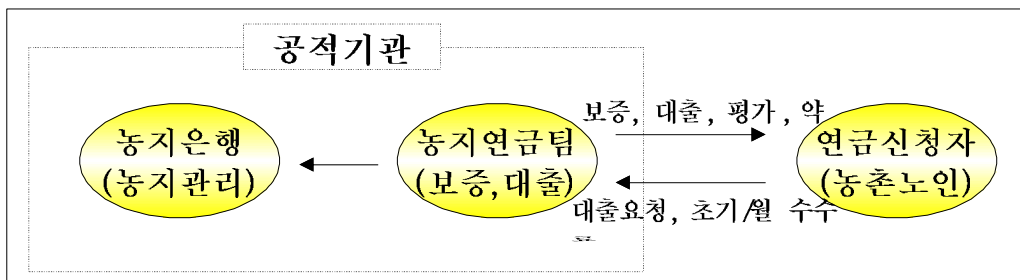 공적기관
보증, 대출, 평가, 약
농지은행
(농지관리)
농지연금팀
(보증,대출)
연금신청자
(농촌노인)
대출요청, 초기/월 수수